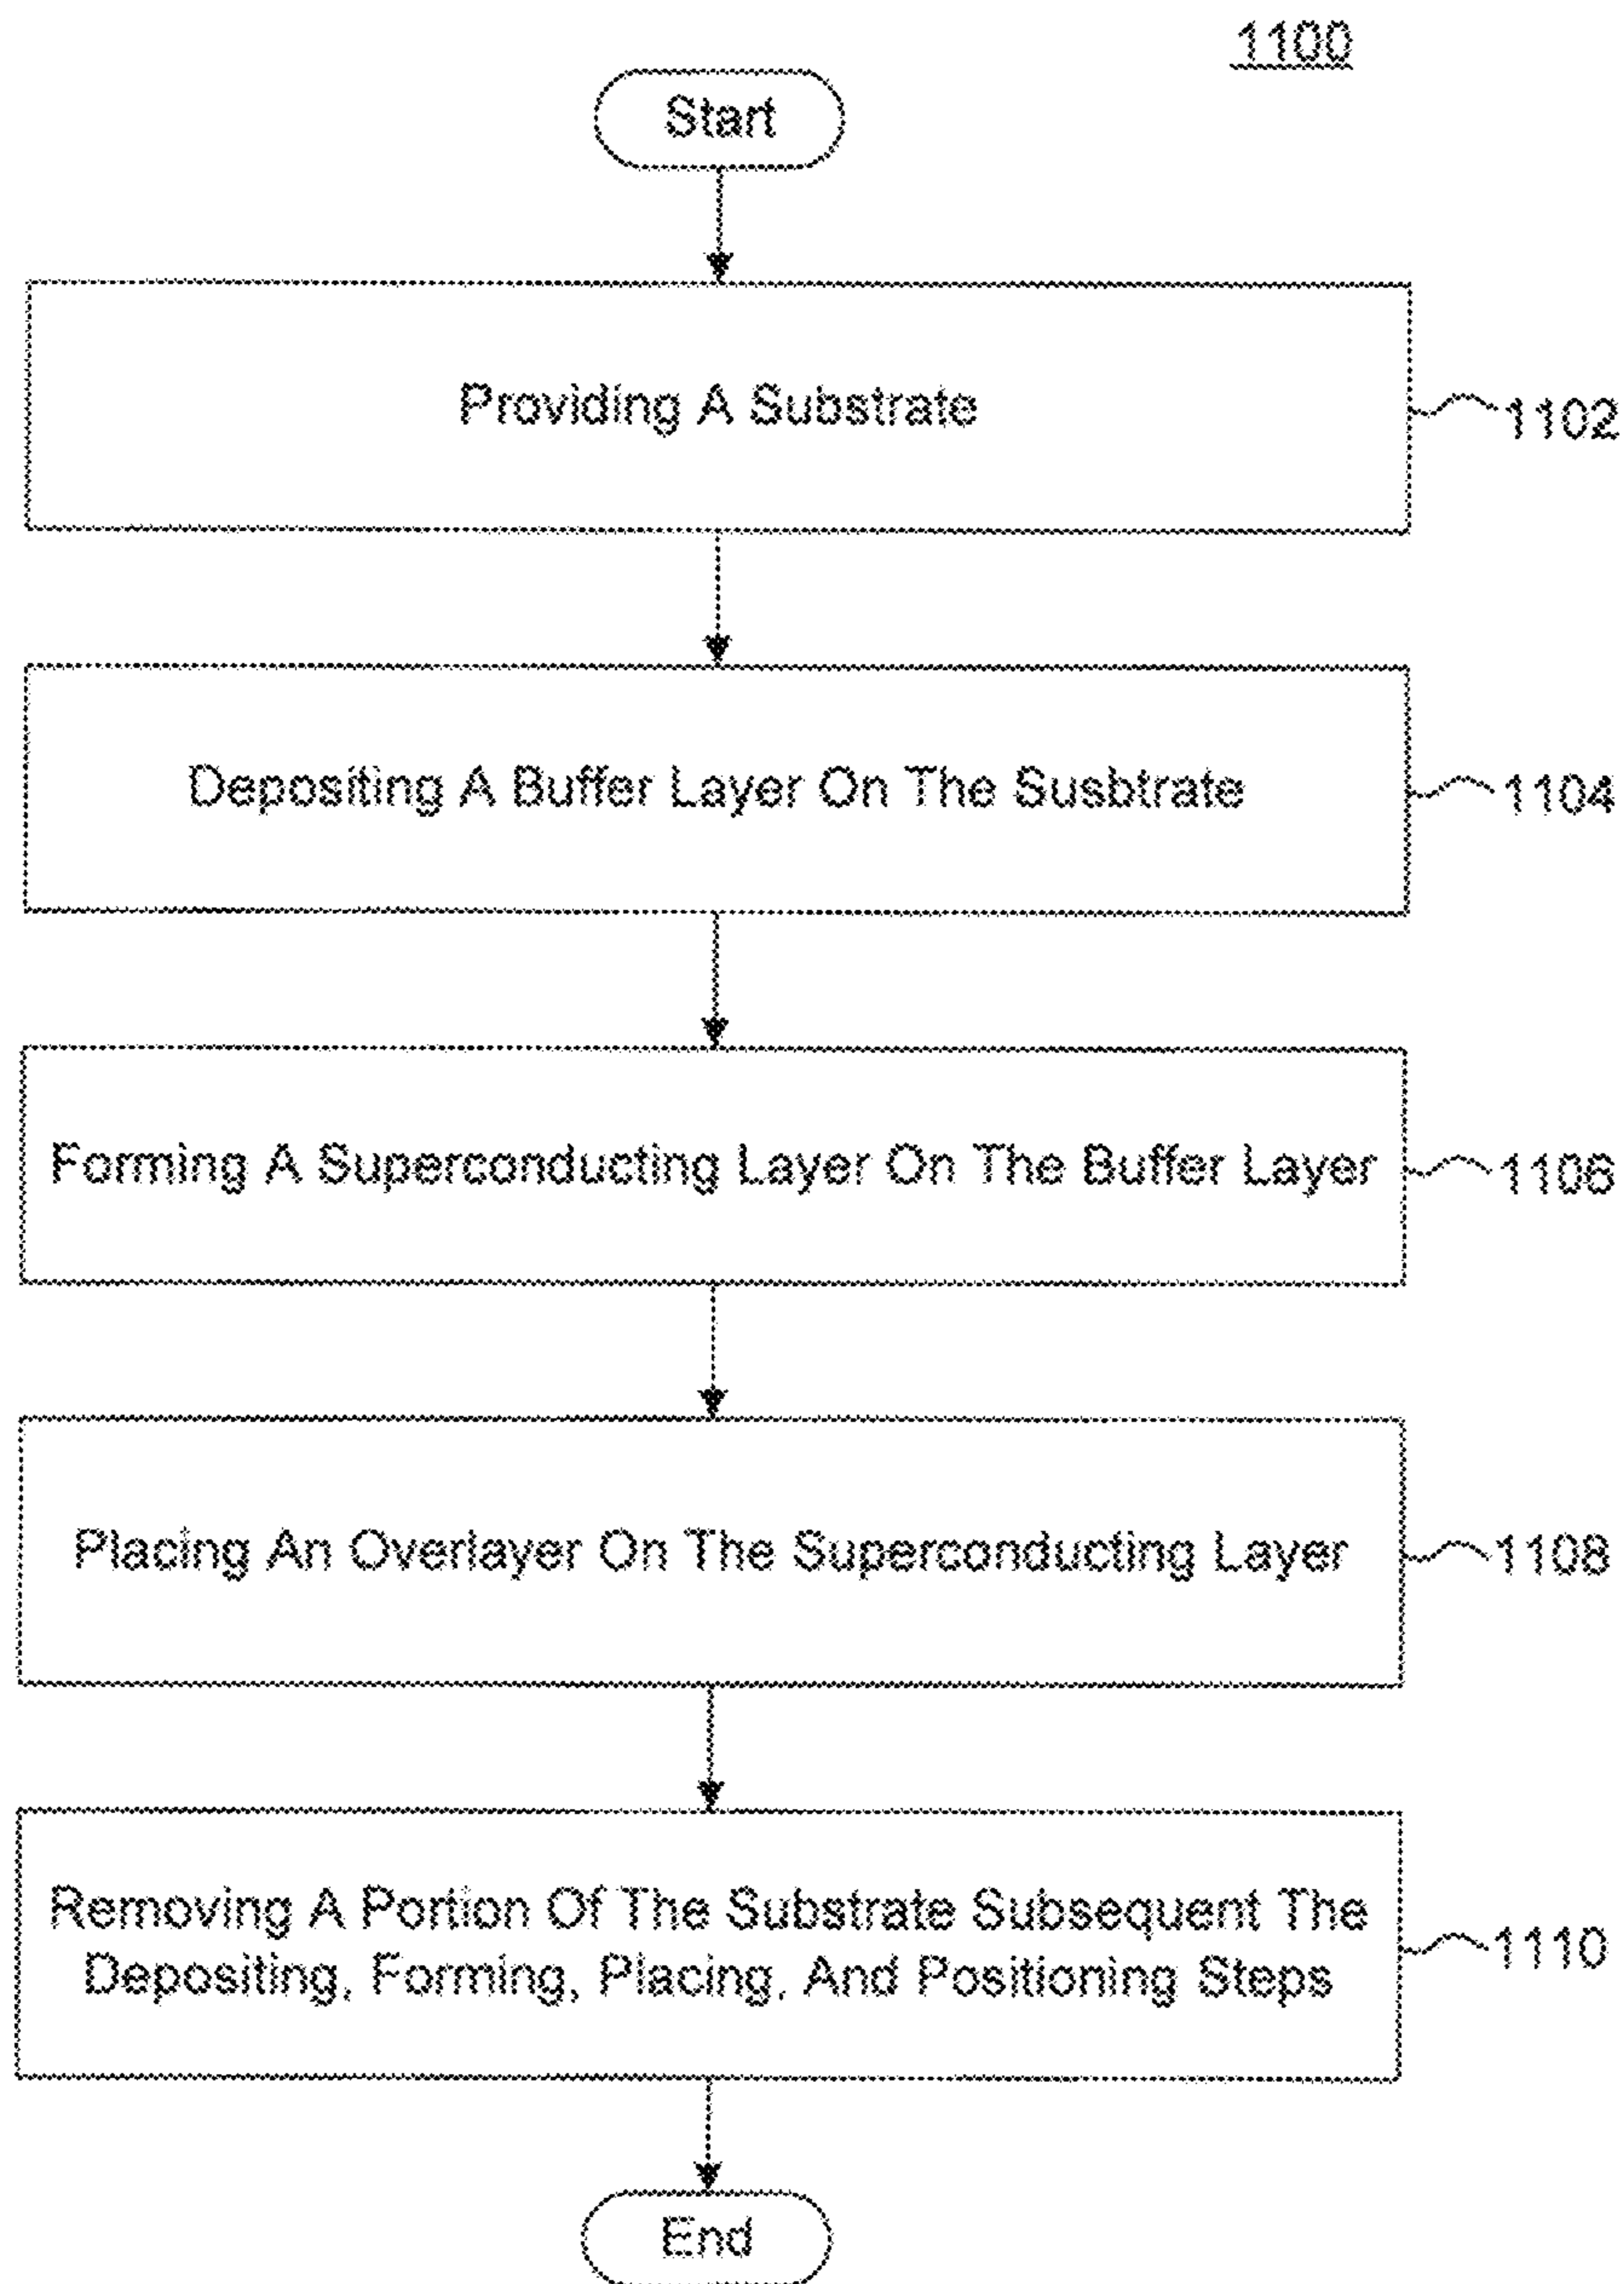 1100
Start
Providing A Substrate
1102
Depositing A Buffer Layer On The Susbtrate
1104
Forming A Superconducting Layer On The Buffer Layer
1106
Placing An Overlayer On The Superconducting Layer
1108
Removing A Portion Of The Substrate Subsequent The
Depositing, Forming, Placing, And Positioning Steps
1110
End